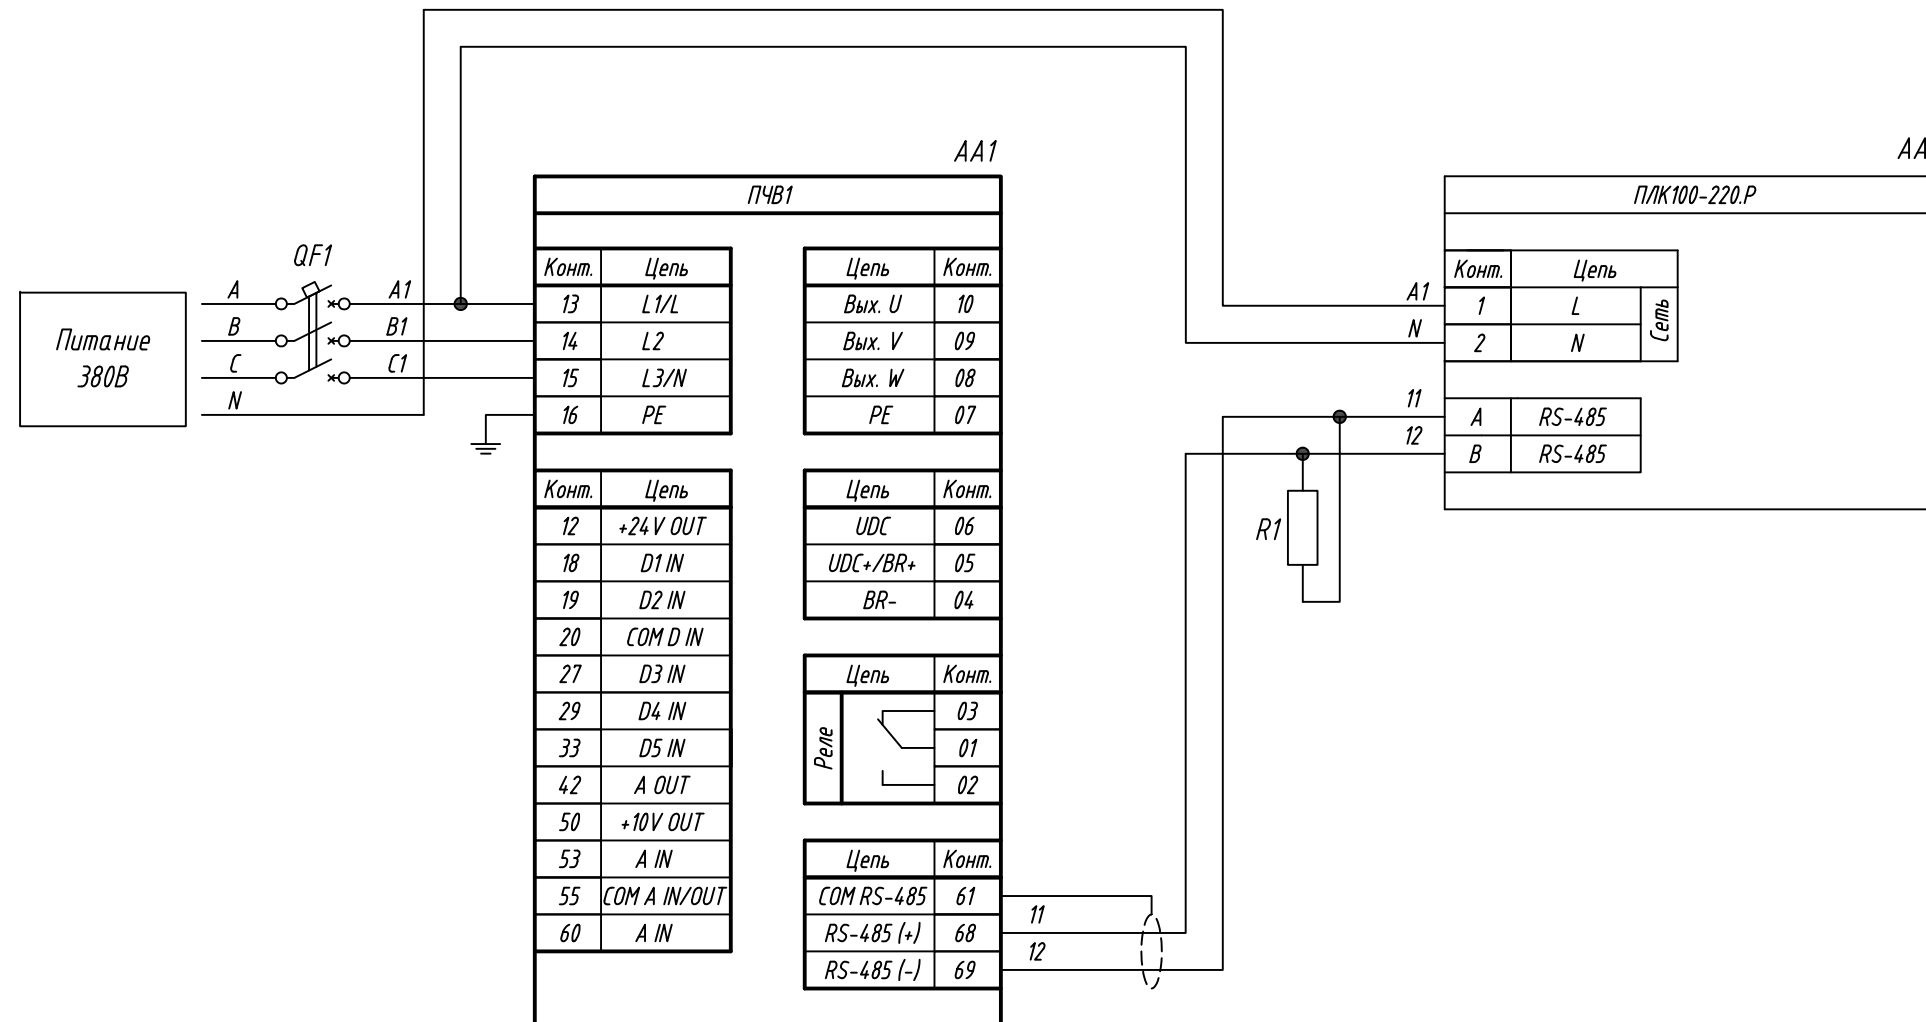 AA1
AA
ПЧВ1
ПЛК100-220.Р
QF1
Питание
380В
A
B
C
N
A1
B1
C1
Конт. Цепь
13 L1/L
14 L2
15 L3/N
16 PE
Цепь Конт.
Вых. U 10
Вых. V 09
Вых. W 08
PE 07
Конт. Цепь
12 +24V OUT
18 D1 IN
19 D2 IN
20 COM D IN
27 D3 IN
29 D4 IN
33 D5 IN
42 A OUT
50 +10V OUT
53 A IN
55 COM A IN/OUT
60 A IN
Цепь Конт.
UDC 06
UDC+/BR+ 05
BR- 04
Цепь Конт.
Реле
03
01
02
Цепь Конт.
COM RS-485 61
RS-485 (+) 68
RS-485 (-) 69
11
12
R1
A1
N
11
12
Конт. Цепь
1 L
2 N
Сеть
A RS-485
B RS-485